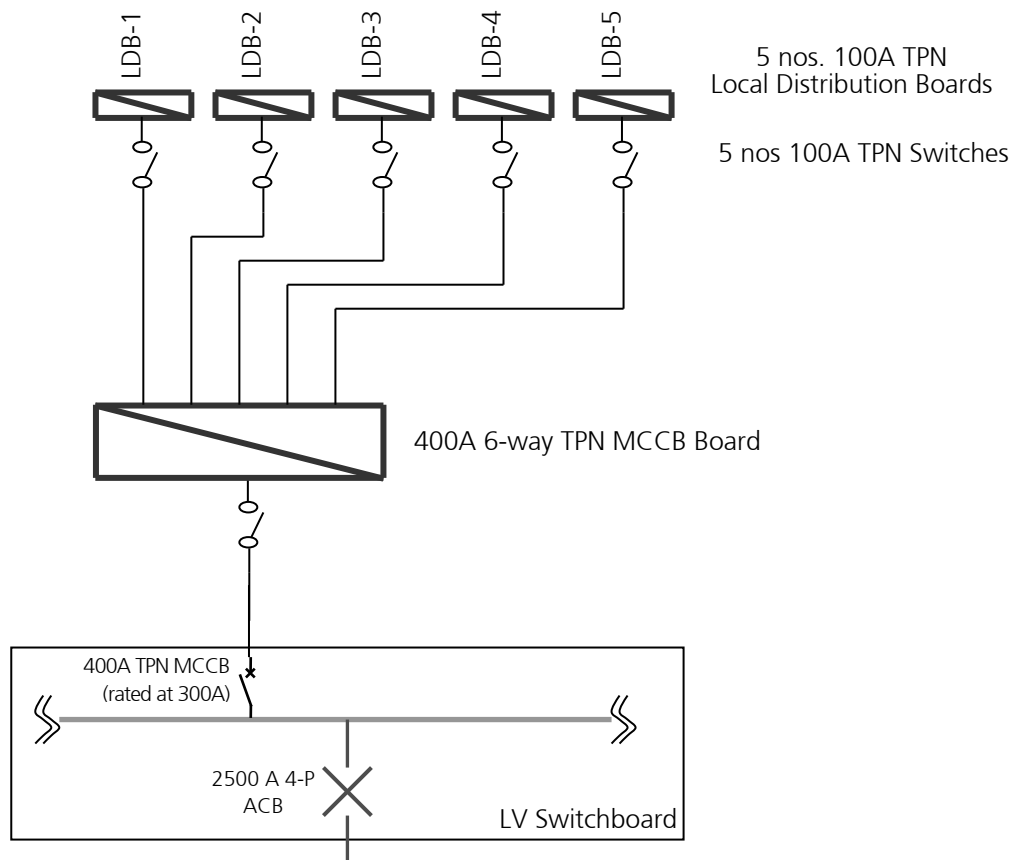 LDB-1
LDB-2
LDB-3
LDB-4
LDB-5
5 nos. 100A TPN
Local Distribution Boards
5 nos 100A TPN Switches
400A 6-way TPN MCCB Board
400A TPN MCCB
(rated at 300A)
2500 A 4-P
ACB
LV Switchboard